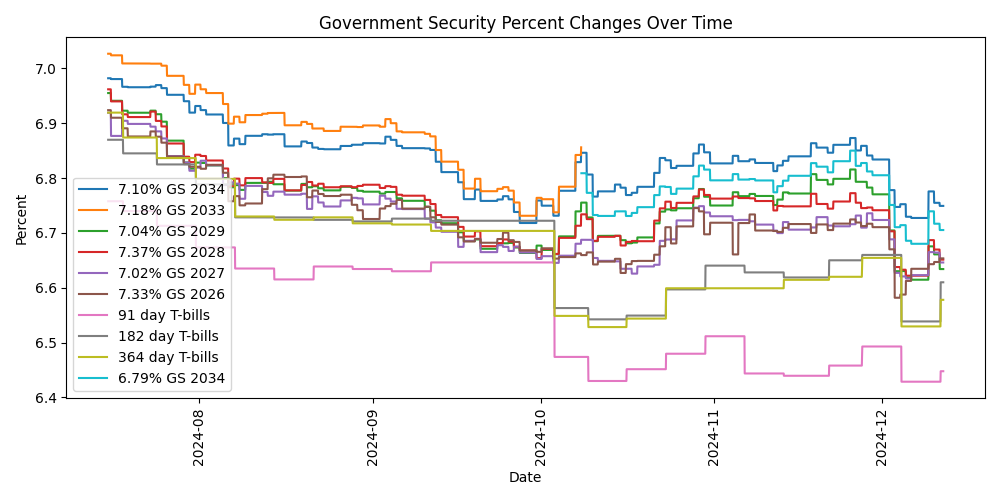 Government Security Percent Changes Over Time
7.0
6.9
6.8
6.7
6.6
6.5
6.4
Percent
7.10% GS 2034
7.18% GS 2033
7.04% GS 2029
7.37% GS 2028
7.02% GS 2027
7.33% GS 2026
91 day T-bills
182 day T-bills
364 day T-bills
6.79% GS 2034
2024-08
2024-09
2024-10
2024-11
2024-12
Date